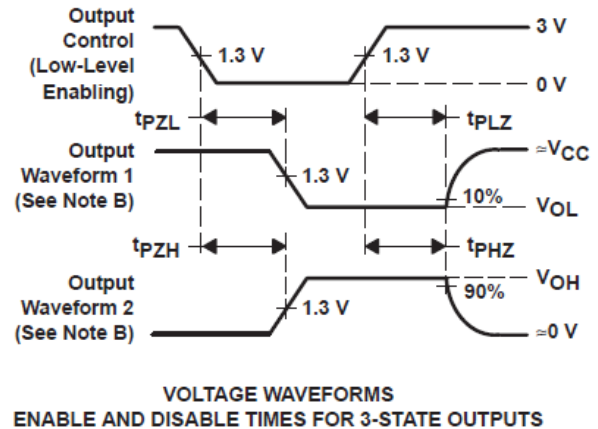 Output
Control
(Low-Level
Enabling)
1.3 V
1.3 V
3 V
0 V
tPZL
tPLZ
Output
Waveform 1
(See Note B)
1.3 V
10%
≃VCC
VOL
tPZH
tPHZ
Output
Waveform 2
(See Note B)
1.3 V
90%
VOH
≃0 V
VOLTAGE WAVEFORMS
ENABLE AND DISABLE TIMES FOR 3-STATE OUTPUTS